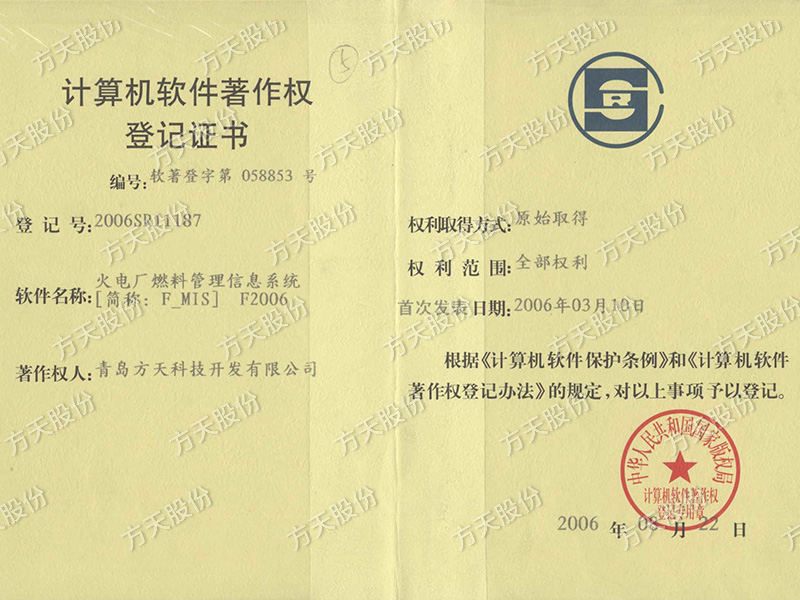 计算机软件著作权
登记证书
编号:软著登字第 058853 号
登记号:2006SR11187
软件名称:火电厂燃料管理信息系统
[简称: F_MIS] F2006
著作权人:青岛方天科技开发有限公司
5
SR
权利取得方式:原始取得
权利范围:全部权利
首次发表日期:2006年03月10日
根据《计算机软件保护条例》和《计算机软件
著作权登记办法》的规定,对以上事项予以登记。
中华人民共和国国家版权局
计算机软件著作权
登记专用章
2006 年 08 月 22 日
方天股份